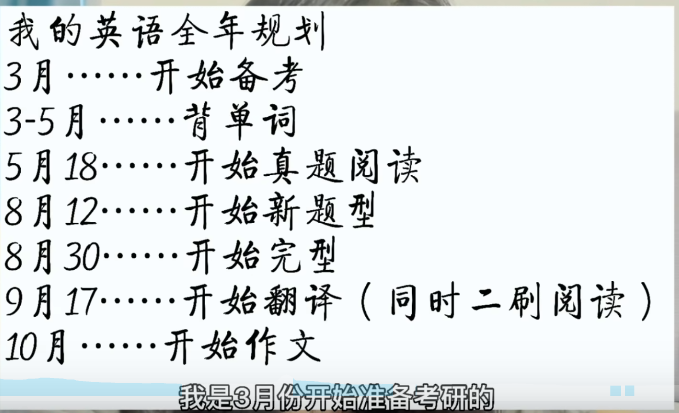 我的英语全年规划
3月……开始备考
3-5月……背单词
5月18……开始真题阅读
8月12……开始新题型
8月30……开始完型
9月17……开始翻译（同时二刷阅读）
10月……开始作文
我是3月份开始准备考研的